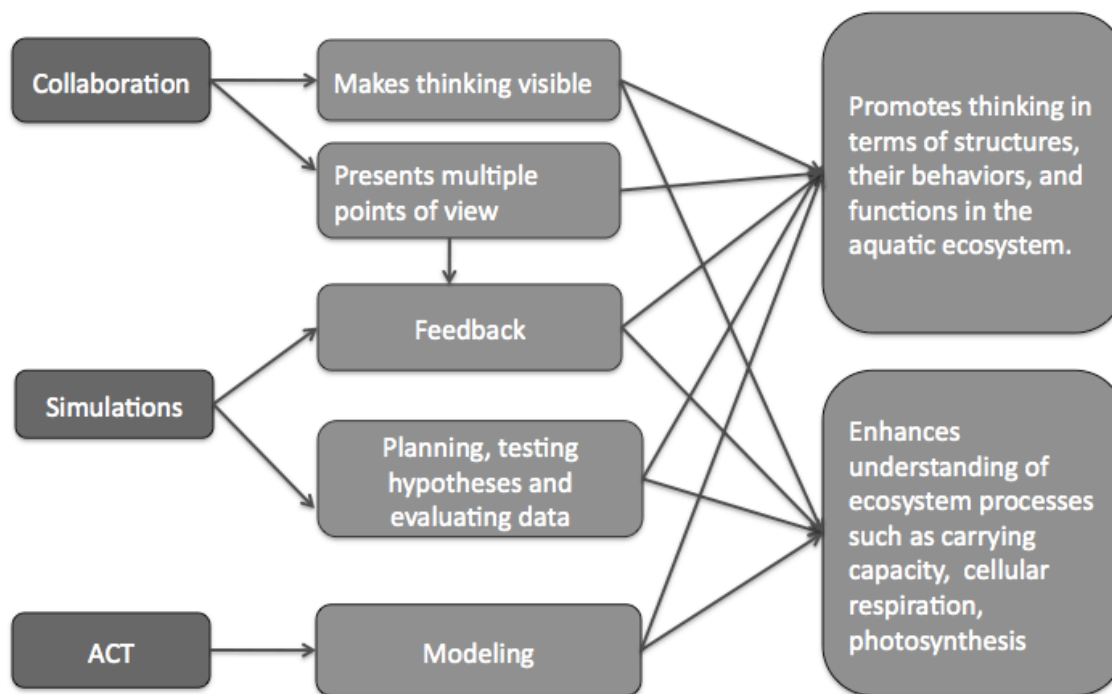 Collaboration
Makes thinking visible
Presents multiple
points of view
Feedback
Simulations
Planning, testing
hypotheses and
evaluating data
ACT
Modeling
Promotes thinking in
terms of structures,
their behaviors, and
functions in the
aquatic ecosystem.
Enhances
understanding of
ecosystem processes
such as carrying
capacity, cellular
respiration,
photosynthesis